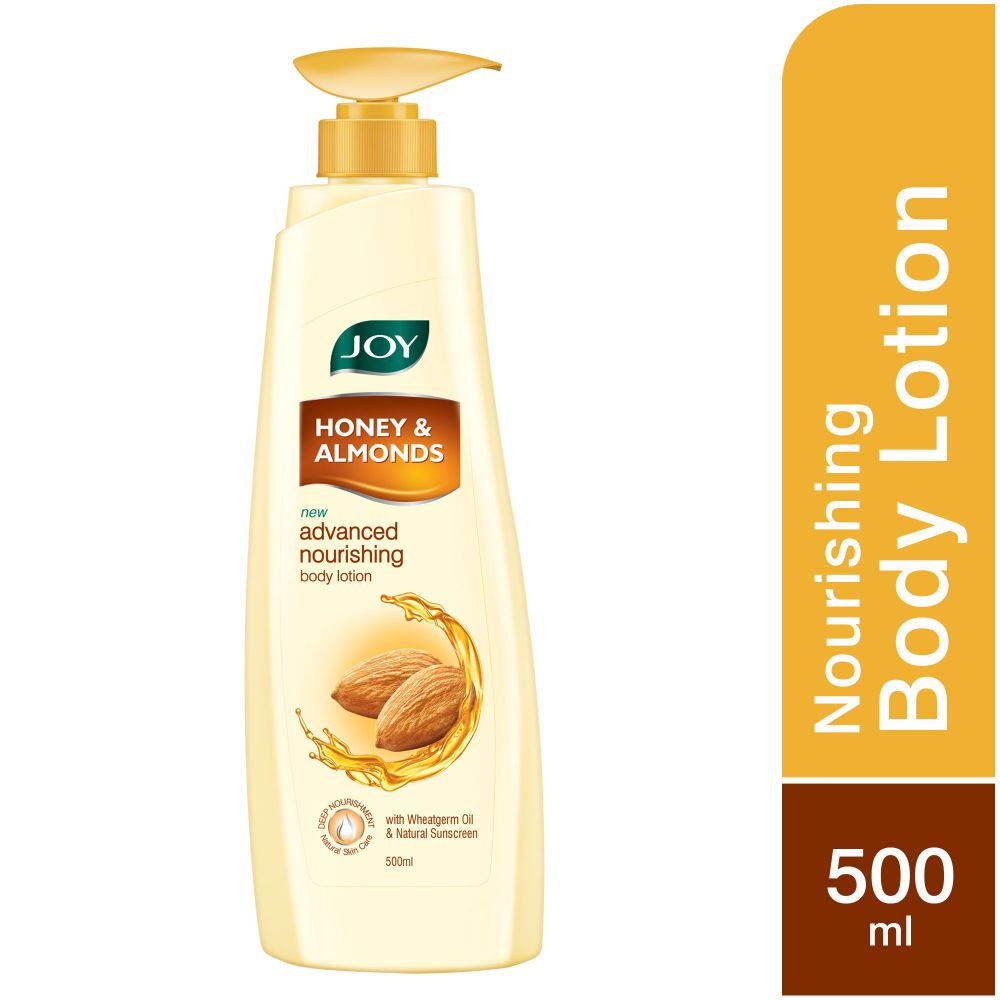 JOY
HONEY &
ALMONDS
new
advanced
nourishing
body lotion
DEEP NOURISHMENT
Natural Skin Care
with Wheatgerm Oil
& Natural Sunscreen
500ml
Nourishing
Body Lotion
500
ml